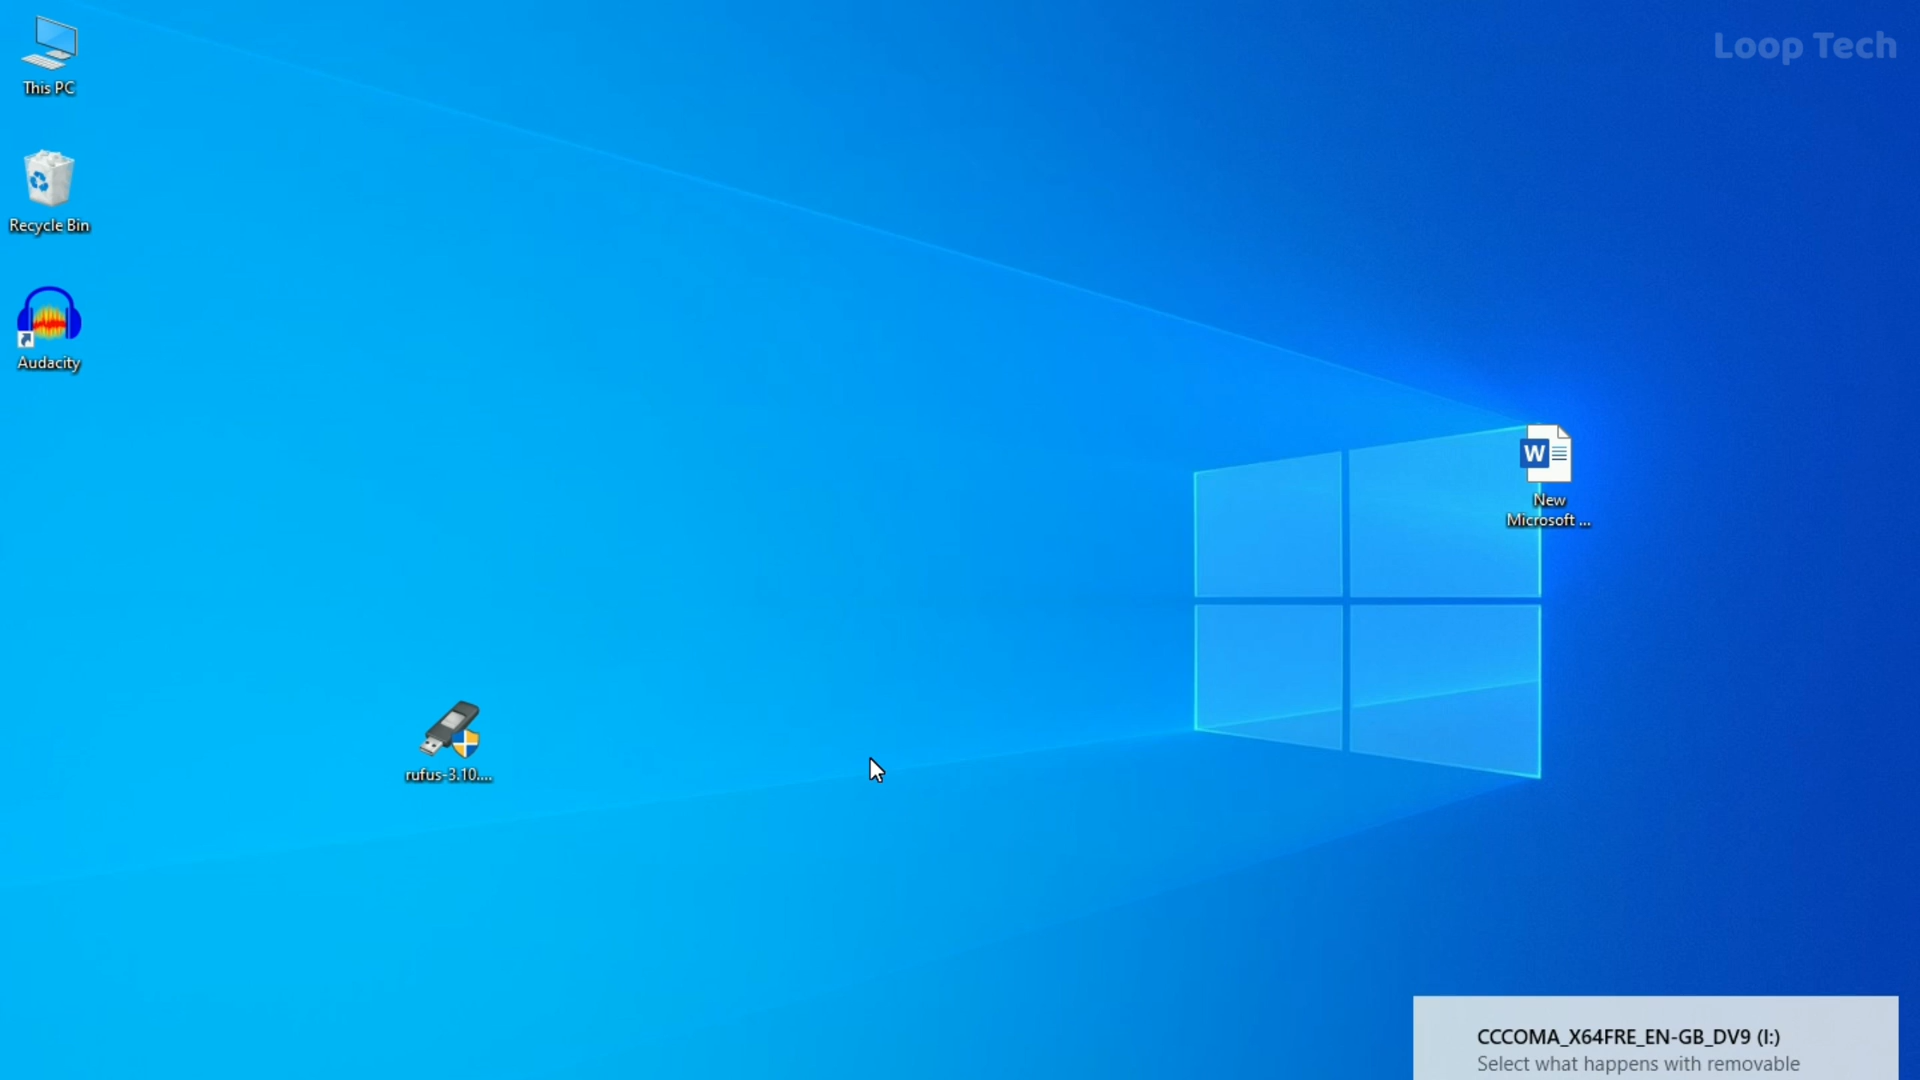 Loop Tech
This PC
Recycle Bin
Audacity
W
New
Microsoft ...
rufus-3.10....
CCCOMA_X64FRE_EN-GB_DV9 (I:)
Select what happens with removable